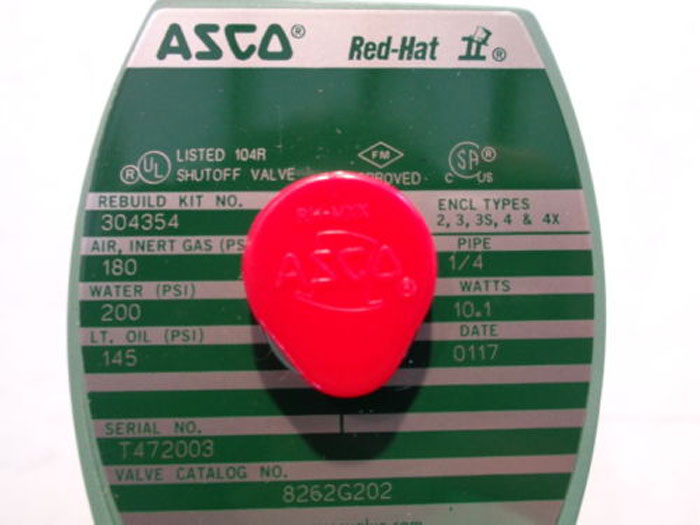 ASCO® Red-Hat II®
UL® LISTED 104R
SHUTOFF VALVE
FM
SA® C US
REBUILD KIT NO.
304354
ENCL TYPES
2, 3, 3S, 4 & 4X
AIR, INERT GAS (PS
180
PIPE
1/4
WATER (PSI)
200
WATTS
10.1
LT. OIL (PSI)
145
DATE
0117
ASCO®
SERIAL NO.
T472003
VALVE CATALOG NO.
8262G202